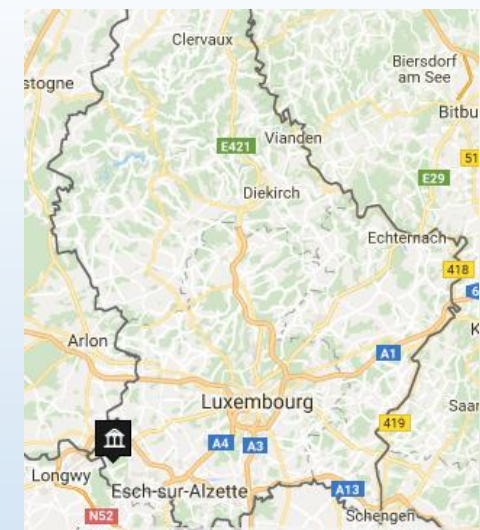 Clervaux
Biersdorf
am See
stogne
Bitbu
Vianden
E421
51
E29
Diekirch
Echternach
418
6
K
Arlon
A1
Luxembourg
Saar
419
A4
A3
Longwy
Esch-sur-Alzette
A13
N52
Schengen